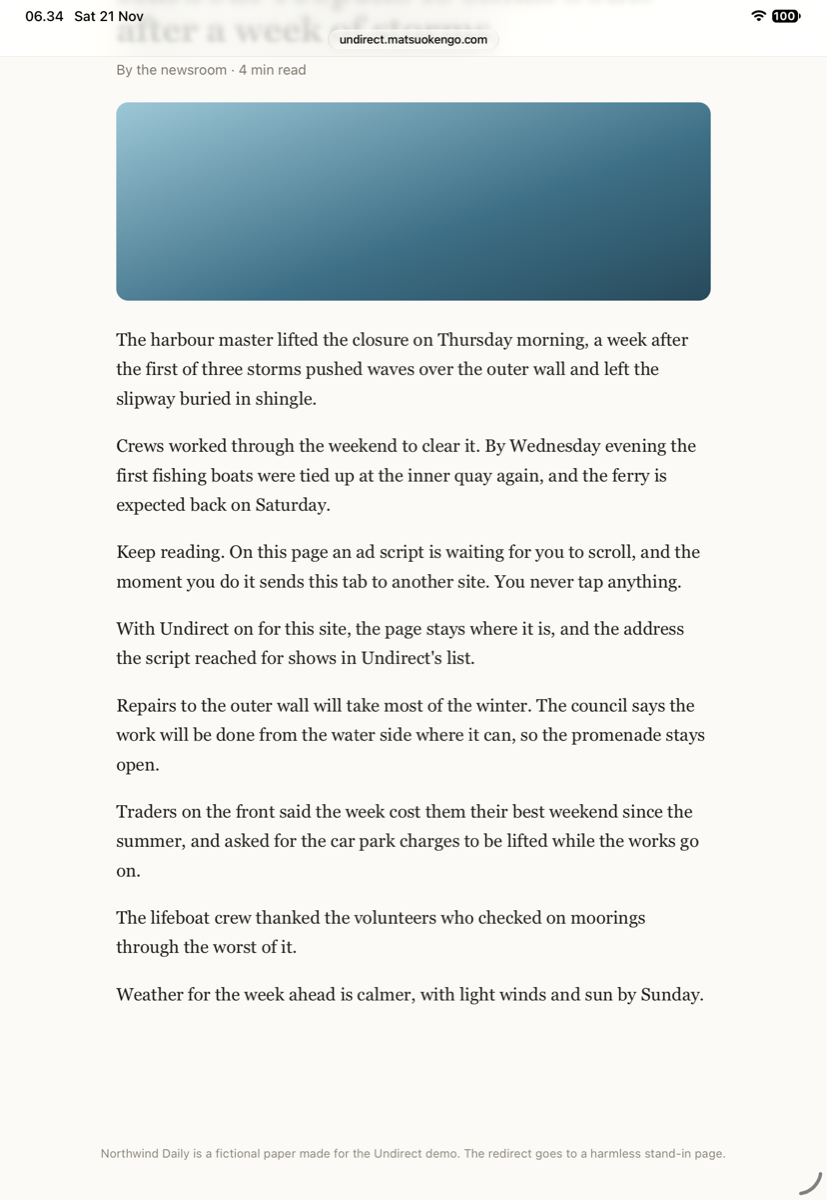 06.34 Sat 21 Nov
100
after a week of storms
undirect.matsuokengo.com
By the newsroom · 4 min read
The harbour master lifted the closure on Thursday morning, a week after
the first of three storms pushed waves over the outer wall and left the
slipway buried in shingle.
Crews worked through the weekend to clear it. By Wednesday evening the
first fishing boats were tied up at the inner quay again, and the ferry is
expected back on Saturday.
Keep reading. On this page an ad script is waiting for you to scroll, and the
moment you do it sends this tab to another site. You never tap anything.
With Undirect on for this site, the page stays where it is, and the address
the script reached for shows in Undirect's list.
Repairs to the outer wall will take most of the winter. The council says the
work will be done from the water side where it can, so the promenade stays
open.
Traders on the front said the week cost them their best weekend since the
summer, and asked for the car park charges to be lifted while the works go
on.
The lifeboat crew thanked the volunteers who checked on moorings
through the worst of it.
Weather for the week ahead is calmer, with light winds and sun by Sunday.
Northwind Daily is a fictional paper made for the Undirect demo. The redirect goes to a harmless stand-in page.